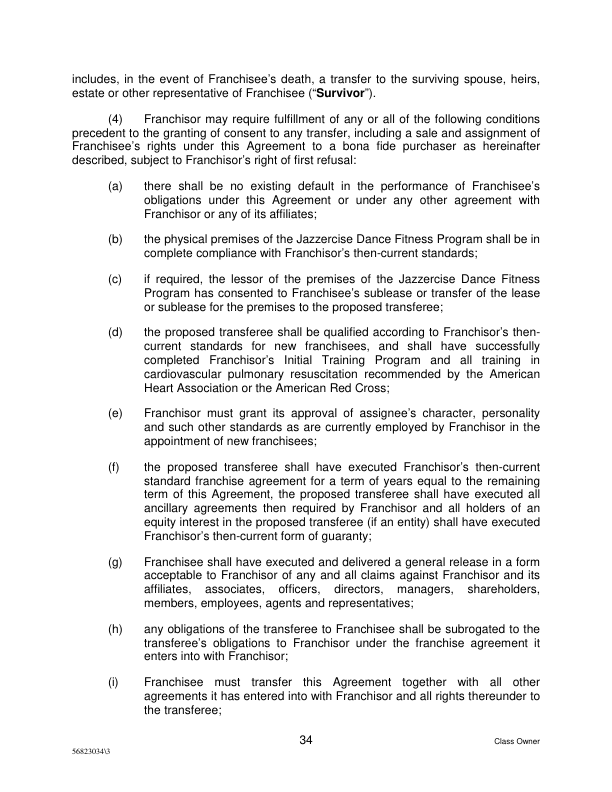 includes, in the event of Franchisee’s death, a transfer to the surviving spouse, heirs,
estate or other representative of Franchisee (“Survivor”).
(4) Franchisor may require fulfillment of any or all of the following conditions
precedent to the granting of consent to any transfer, including a sale and assignment of
Franchisee’s rights under this Agreement to a bona fide purchaser as hereinafter
described, subject to Franchisor’s right of first refusal:
(a) there shall be no existing default in the performance of Franchisee’s
obligations under this Agreement or under any other agreement with
Franchisor or any of its affiliates;
(b) the physical premises of the Jazzercise Dance Fitness Program shall be in
complete compliance with Franchisor’s then-current standards;
(c) if required, the lessor of the premises of the Jazzercise Dance Fitness
Program has consented to Franchisee’s sublease or transfer of the lease
or sublease for the premises to the proposed transferee;
(d) the proposed transferee shall be qualified according to Franchisor’s then-
current standards for new franchisees, and shall have successfully
completed Franchisor’s Initial Training Program and all training in
cardiovascular pulmonary resuscitation recommended by the American
Heart Association or the American Red Cross;
(e) Franchisor must grant its approval of assignee’s character, personality
and such other standards as are currently employed by Franchisor in the
appointment of new franchisees;
(f) the proposed transferee shall have executed Franchisor’s then-current
standard franchise agreement for a term of years equal to the remaining
term of this Agreement, the proposed transferee shall have executed all
ancillary agreements then required by Franchisor and all holders of an
equity interest in the proposed transferee (if an entity) shall have executed
Franchisor’s then-current form of guaranty;
(g) Franchisee shall have executed and delivered a general release in a form
acceptable to Franchisor of any and all claims against Franchisor and its
affiliates, associates, officers, directors, managers, shareholders,
members, employees, agents and representatives;
(h) any obligations of the transferee to Franchisee shall be subrogated to the
transferee’s obligations to Franchisor under the franchise agreement it
enters into with Franchisor;
(i) Franchisee must transfer this Agreement together with all other
agreements it has entered into with Franchisor and all rights thereunder to
the transferee;
34
Class Owner
56823034\3